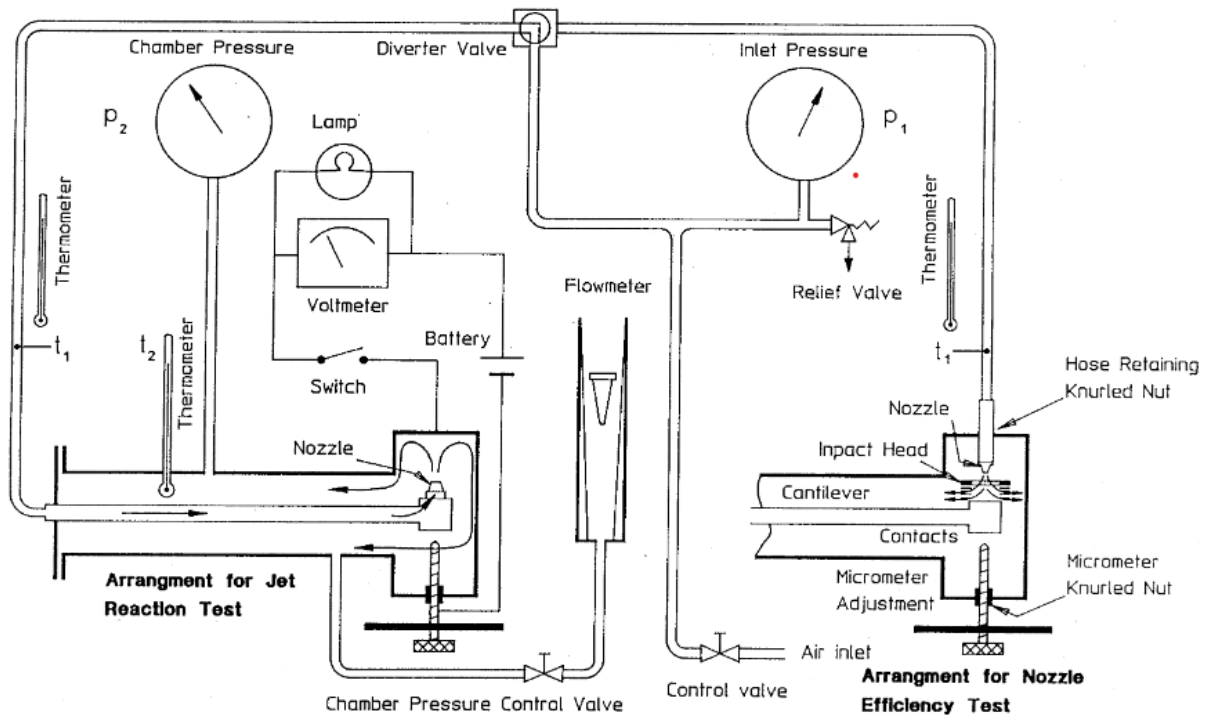 Chamber Pressure
Diverter Valve
Inlet Pressure
p2
Lamp
p1
Thermometer
Thermometer
Voltmeter
Flowmeter
Relief Valve
t1
t2
Thermometer
Battery
Switch
t1
Hose Retaining
Knurled Nut
Nozzle
Nozzle
Inpact Head
Cantilever
Contacts
Arrangment for Jet
Reaction Test
Micrometer
Adjustment
Micrometer
Knurled Nut
Air inlet
Chamber Pressure Control Valve
Control valve
Arrangment for Nozzle
Efficiency Test